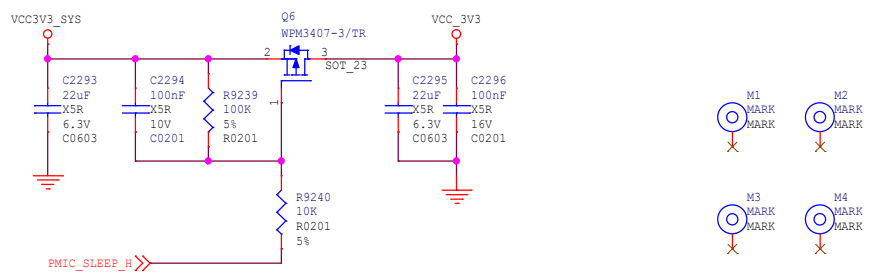 VCC3V3_SYS
Q6
WPM3407-3/TR
VCC_3V3
2
3
SOT_23
1
C2293
22uF
X5R
6.3V
C0603
C2294
100nF
X5R
10V
C0201
R9239
100K
5%
R0201
C2295
22uF
X5R
6.3V
C0603
C2296
100nF
X5R
16V
C0201
M1
MARK
MARK
M2
MARK
MARK
R9240
10K
R0201
5%
M3
MARK
MARK
M4
MARK
MARK
PMIC_SLEEP_H